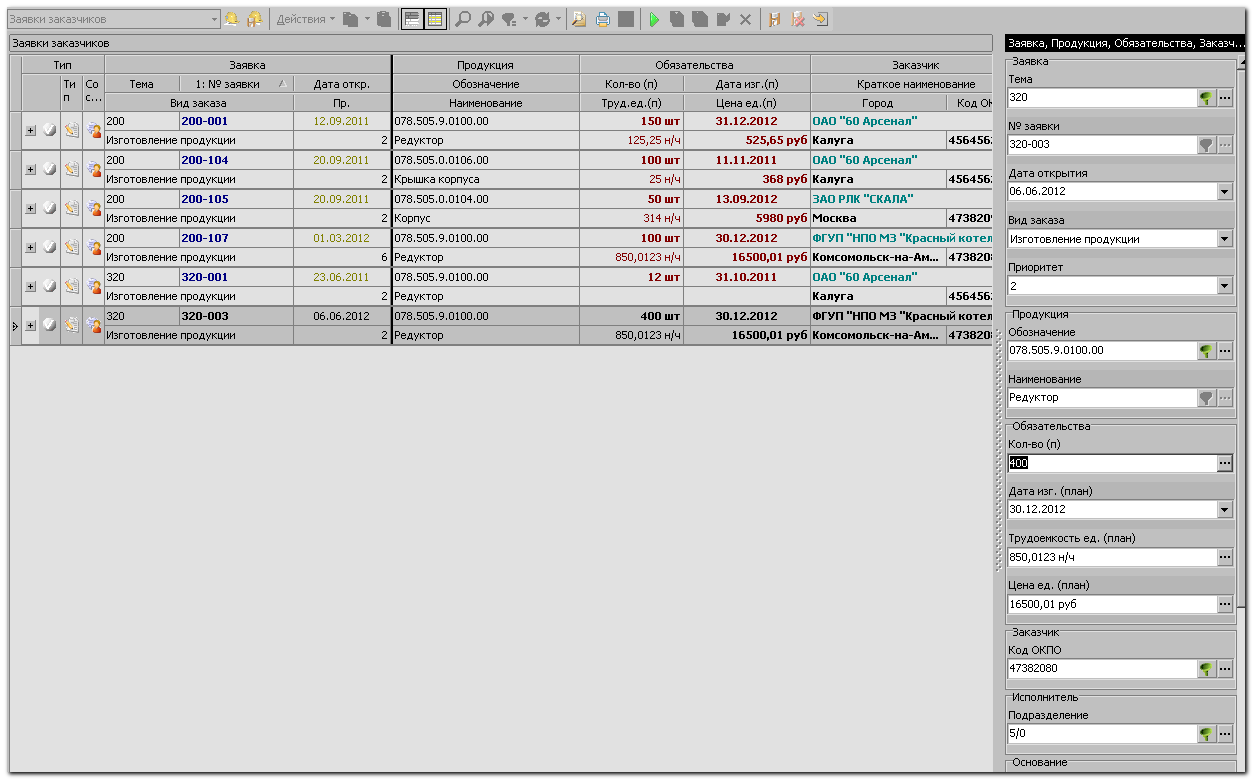 Заявки заказчиков
Действия
Заявки заказчиков
Тип Заявка Продукция Обязательства Заказчик
Ти п Со с... Тема 1: № заявки Дата откр. Обозначение Кол-во (п) Дата изг.(п) Краткое наименование
Вид заказа Пр. Наименование Труд.ед.(п) Цена ед.(п) Город Код ОК
200 200-001 12.09.2011 078.505.9.0100.00 150 шт 31.12.2012 ОАО "60 Арсенал"
Изготовление продукции 2 Редуктор 125,25 н/ч 525,65 руб Калуга 456456
200 200-104 20.09.2011 078.505.0.0106.00 100 шт 11.11.2011 ОАО "60 Арсенал"
Изготовление продукции 2 Крышка корпуса 25 н/ч 368 руб Калуга 456456
200 200-105 20.09.2011 078.505.0.0104.00 50 шт 13.09.2012 ЗАО РЛК "СКАЛА"
Изготовление продукции 2 Корпус 314 н/ч 5980 руб Москва 473820
200 200-107 01.03.2012 078.505.9.0100.00 100 шт 30.12.2012 ФГУП "НПО МЗ "Красный котел
Изготовление продукции 6 Редуктор 850,0123 н/ч 16500,01 руб Комсомольск-на-Ам... 473820
320 320-001 23.06.2011 078.505.9.0100.00 12 шт 31.10.2011 ОАО "60 Арсенал"
Изготовление продукции 2 Редуктор Калуга 456456
320 320-003 06.06.2012 078.505.9.0100.00 400 шт 30.12.2012 ФГУП "НПО МЗ "Красный котел
Изготовление продукции 2 Редуктор 850,0123 н/ч 16500,01 руб Комсомольск-на-Ам... 473820
Заявка, Продукция, Обязательства, Заказч...
Заявка
Тема
320
№ заявки
320-003
Дата открытия
06.06.2012
Вид заказа
Изготовление продукции
Приоритет
2
Продукция
Обозначение
078.505.9.0100.00
Наименование
Редуктор
Обязательства
Кол-во (п)
400
Дата изг. (план)
30.12.2012
Трудоемкость ед. (план)
850,0123 н/ч
Цена ед. (план)
16500,01 руб
Заказчик
Код ОКПО
47382080
Исполнитель
Подразделение
5/0
Основание